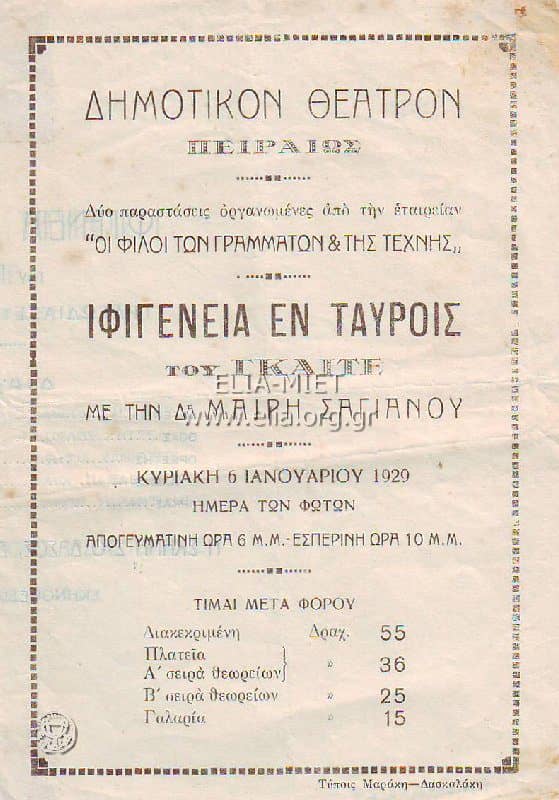 ΔΗΜΟΤΙΚΟΝ ΘΕΑΤΡΟΝ
ΠΕΙΡΑΙΩΣ
Δύο παραστάσεις ὀργανωμένες ἀπὸ τὴν ἑταιρείαν
"ΟΙ ΦΙΛΟΙ ΤΩΝ ΓΡΑΜΜΑΤΩΝ & ΤΗΣ ΤΕΧΝΗΣ„
ΙΦΙΓΕΝΕΙΑ ΕΝ ΤΑΥΡΟΙΣ
ΤΟΥ ΓΚΑΙΤΕ
ELIA-MIET
ΜΕ ΤΗΝ Δα ΜΑΙΡΗ ΣΑΓΙΑΝΟΥ
www.elia.org.gr
ΚΥΡΙΑΚΗ 6 ΙΑΝΟΥΑΡΙΟΥ 1929
ΗΜΕΡΑ ΤΩΝ ΦΩΤΩΝ
ΑΠΟΓΕΥΜΑΤΙΝΗ ΩΡΑ 6 Μ.Μ.-ΕΣΠΕΡΙΝΗ ΩΡΑ 10 Μ.Μ.
ΤΙΜΑΙ ΜΕΤΑ ΦΟΡΟΥ
Διακεκριμένη Δραχ. 55
Πλατεῖα
Α′ σειρὰ θεωρείων } » 36
Β′ σειρὰ θεωρείων » 25
Γαλαρία » 15
Τύποις Μαράκη—Δασκαλάκη